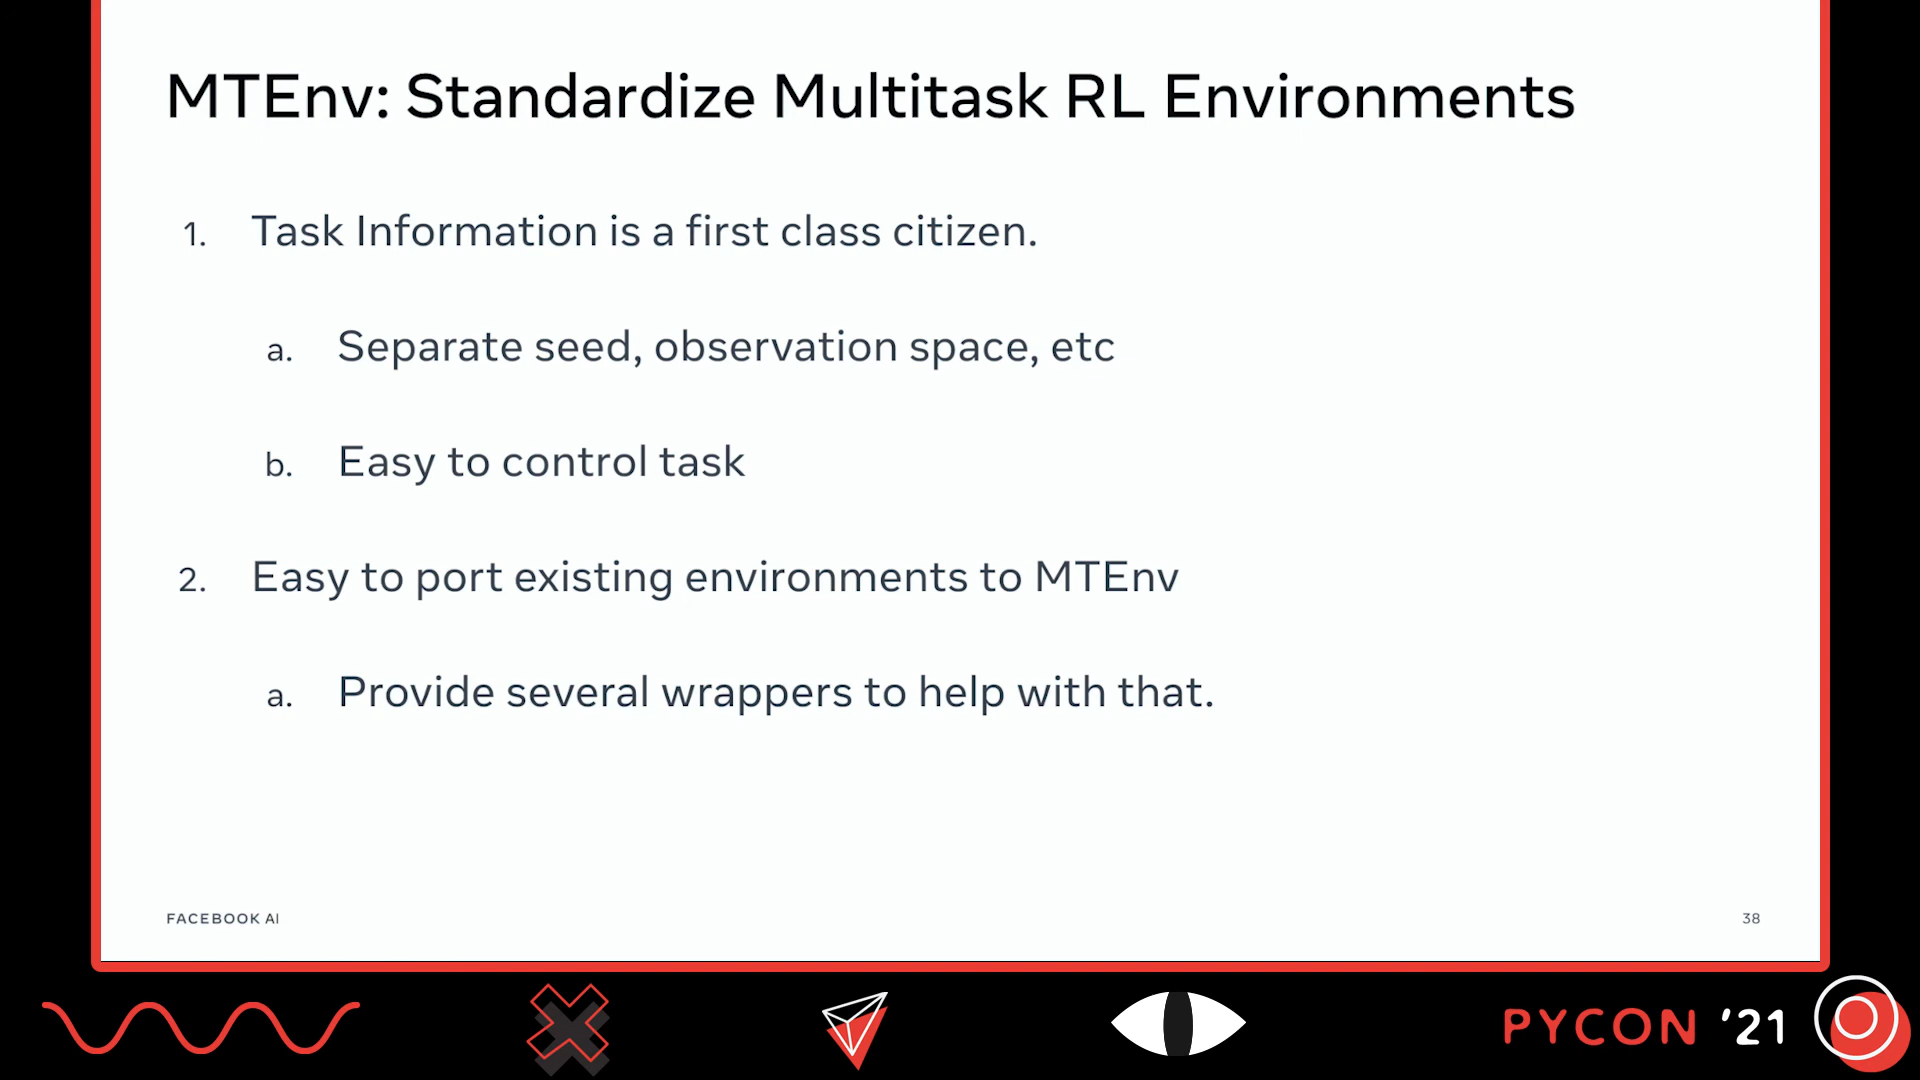 MTEnv: Standardize Multitask RL Environments
1. Task Information is a first class citizen.
a. Separate seed, observation space, etc
b. Easy to control task
2. Easy to port existing environments to MTEnv
a. Provide several wrappers to help with that.
FACEBOOK AI
38
PYCON '21